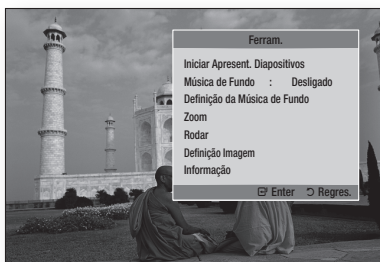 Ferram.
Iniciar Apresent. Diapositivos
Música de Fundo : Desligado
Definição da Música de Fundo
Zoom
Rodar
Definição Imagem
Informação
Enter Regres.